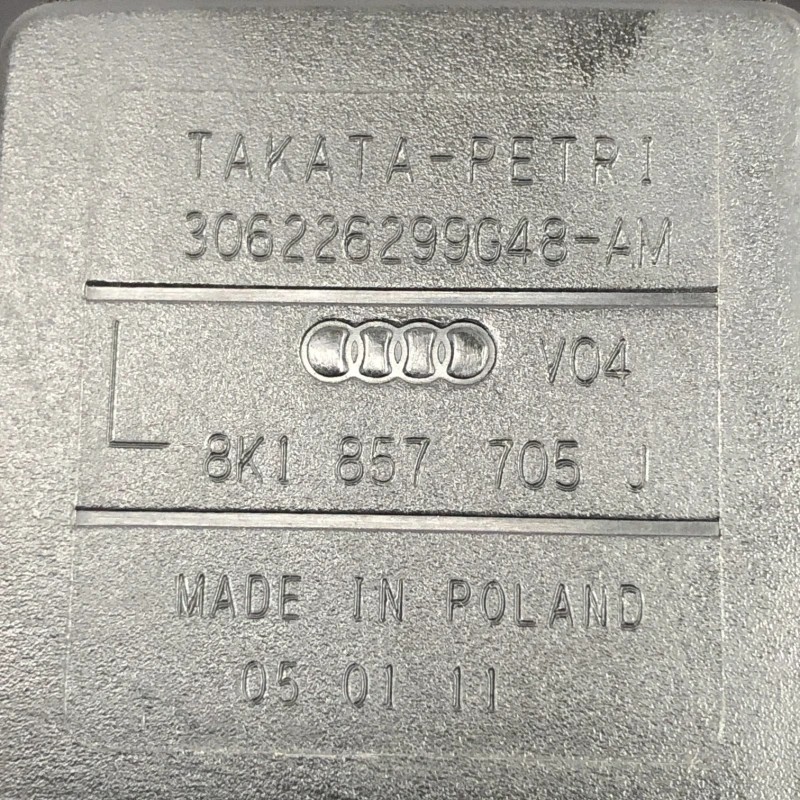 TAKATA-PETRI
306226299G48-AM
V04
L 8K1 857 705 J
MADE IN POLAND
05 01 11